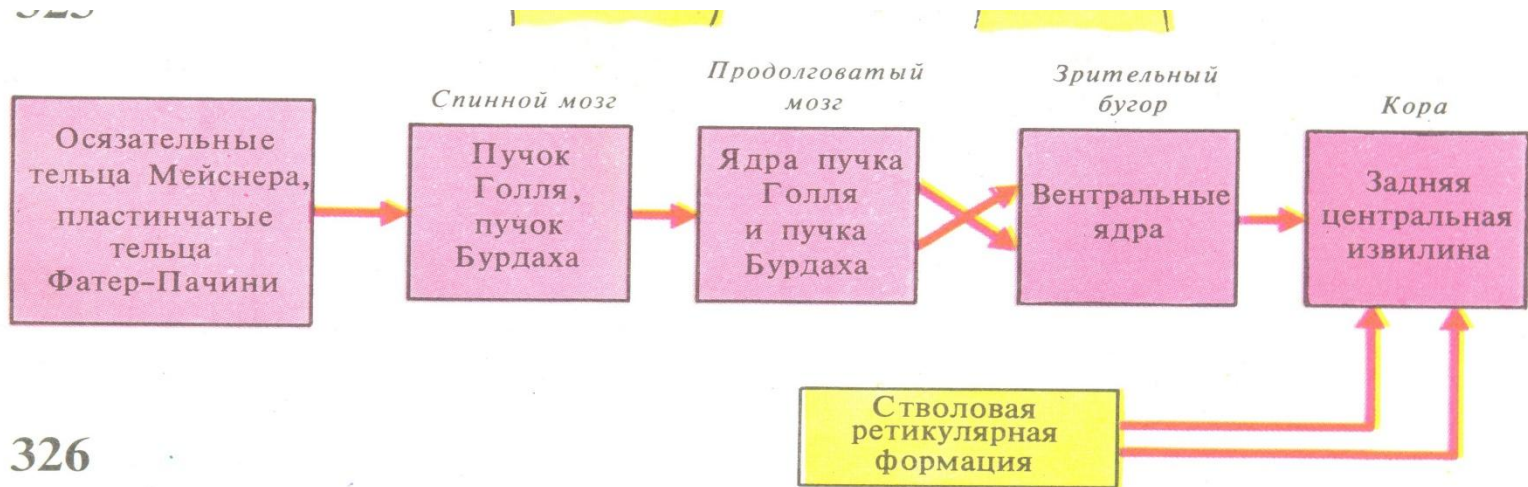 325
Спинной мозг
Продолговатый
мозг
Зрительный
бугор
Кора
Осязательные
тельца Мейснера,
пластинчатые
тельца
Фатер-Пачини
Пучок
Голля,
пучок
Бурдаха
Ядра пучка
Голля
и пучка
Бурдаха
Вентральные
ядра
Задняя
центральная
извилина
Стволовая
ретикулярная
формация
326